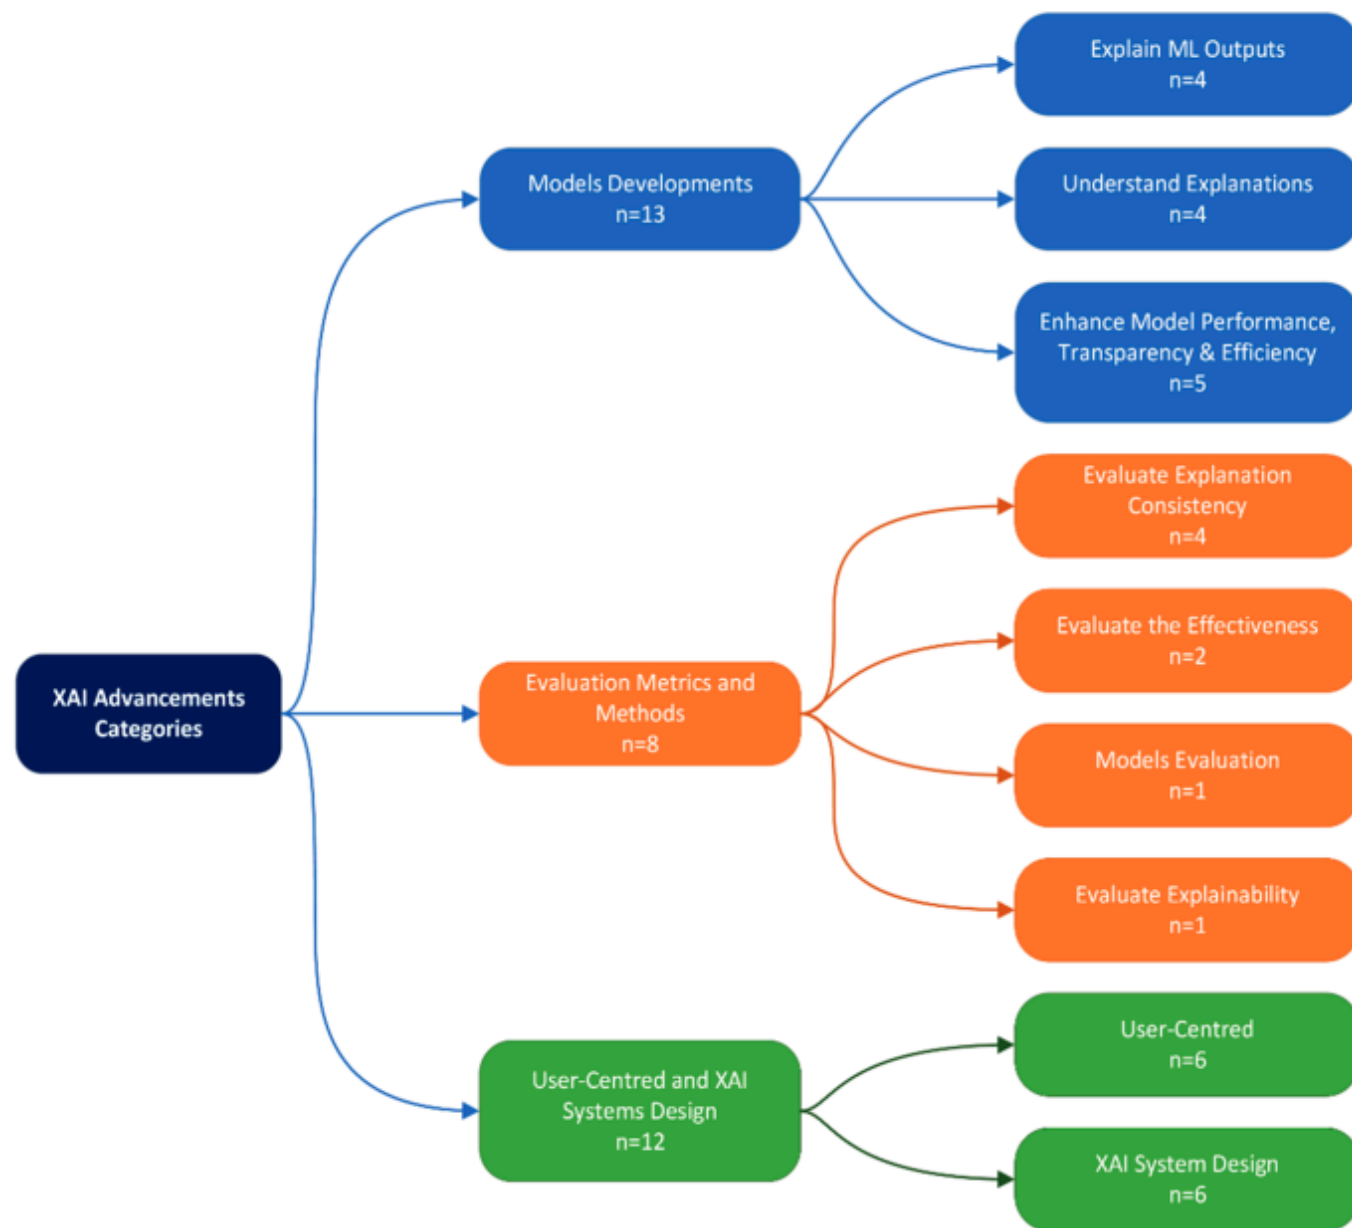 XAI Advancements
Categories
Models Developments
n=13
Explain ML Outputs
n=4
Understand Explanations
n=4
Enhance Model Performance,
Transparency & Efficiency
n=5
Evaluation Metrics and
Methods
n=8
Evaluate Explanation
Consistency
n=4
Evaluate the Effectiveness
n=2
Models Evaluation
n=1
Evaluate Explainability
n=1
User-Centred and XAI
Systems Design
n=12
User-Centred
n=6
XAI System Design
n=6